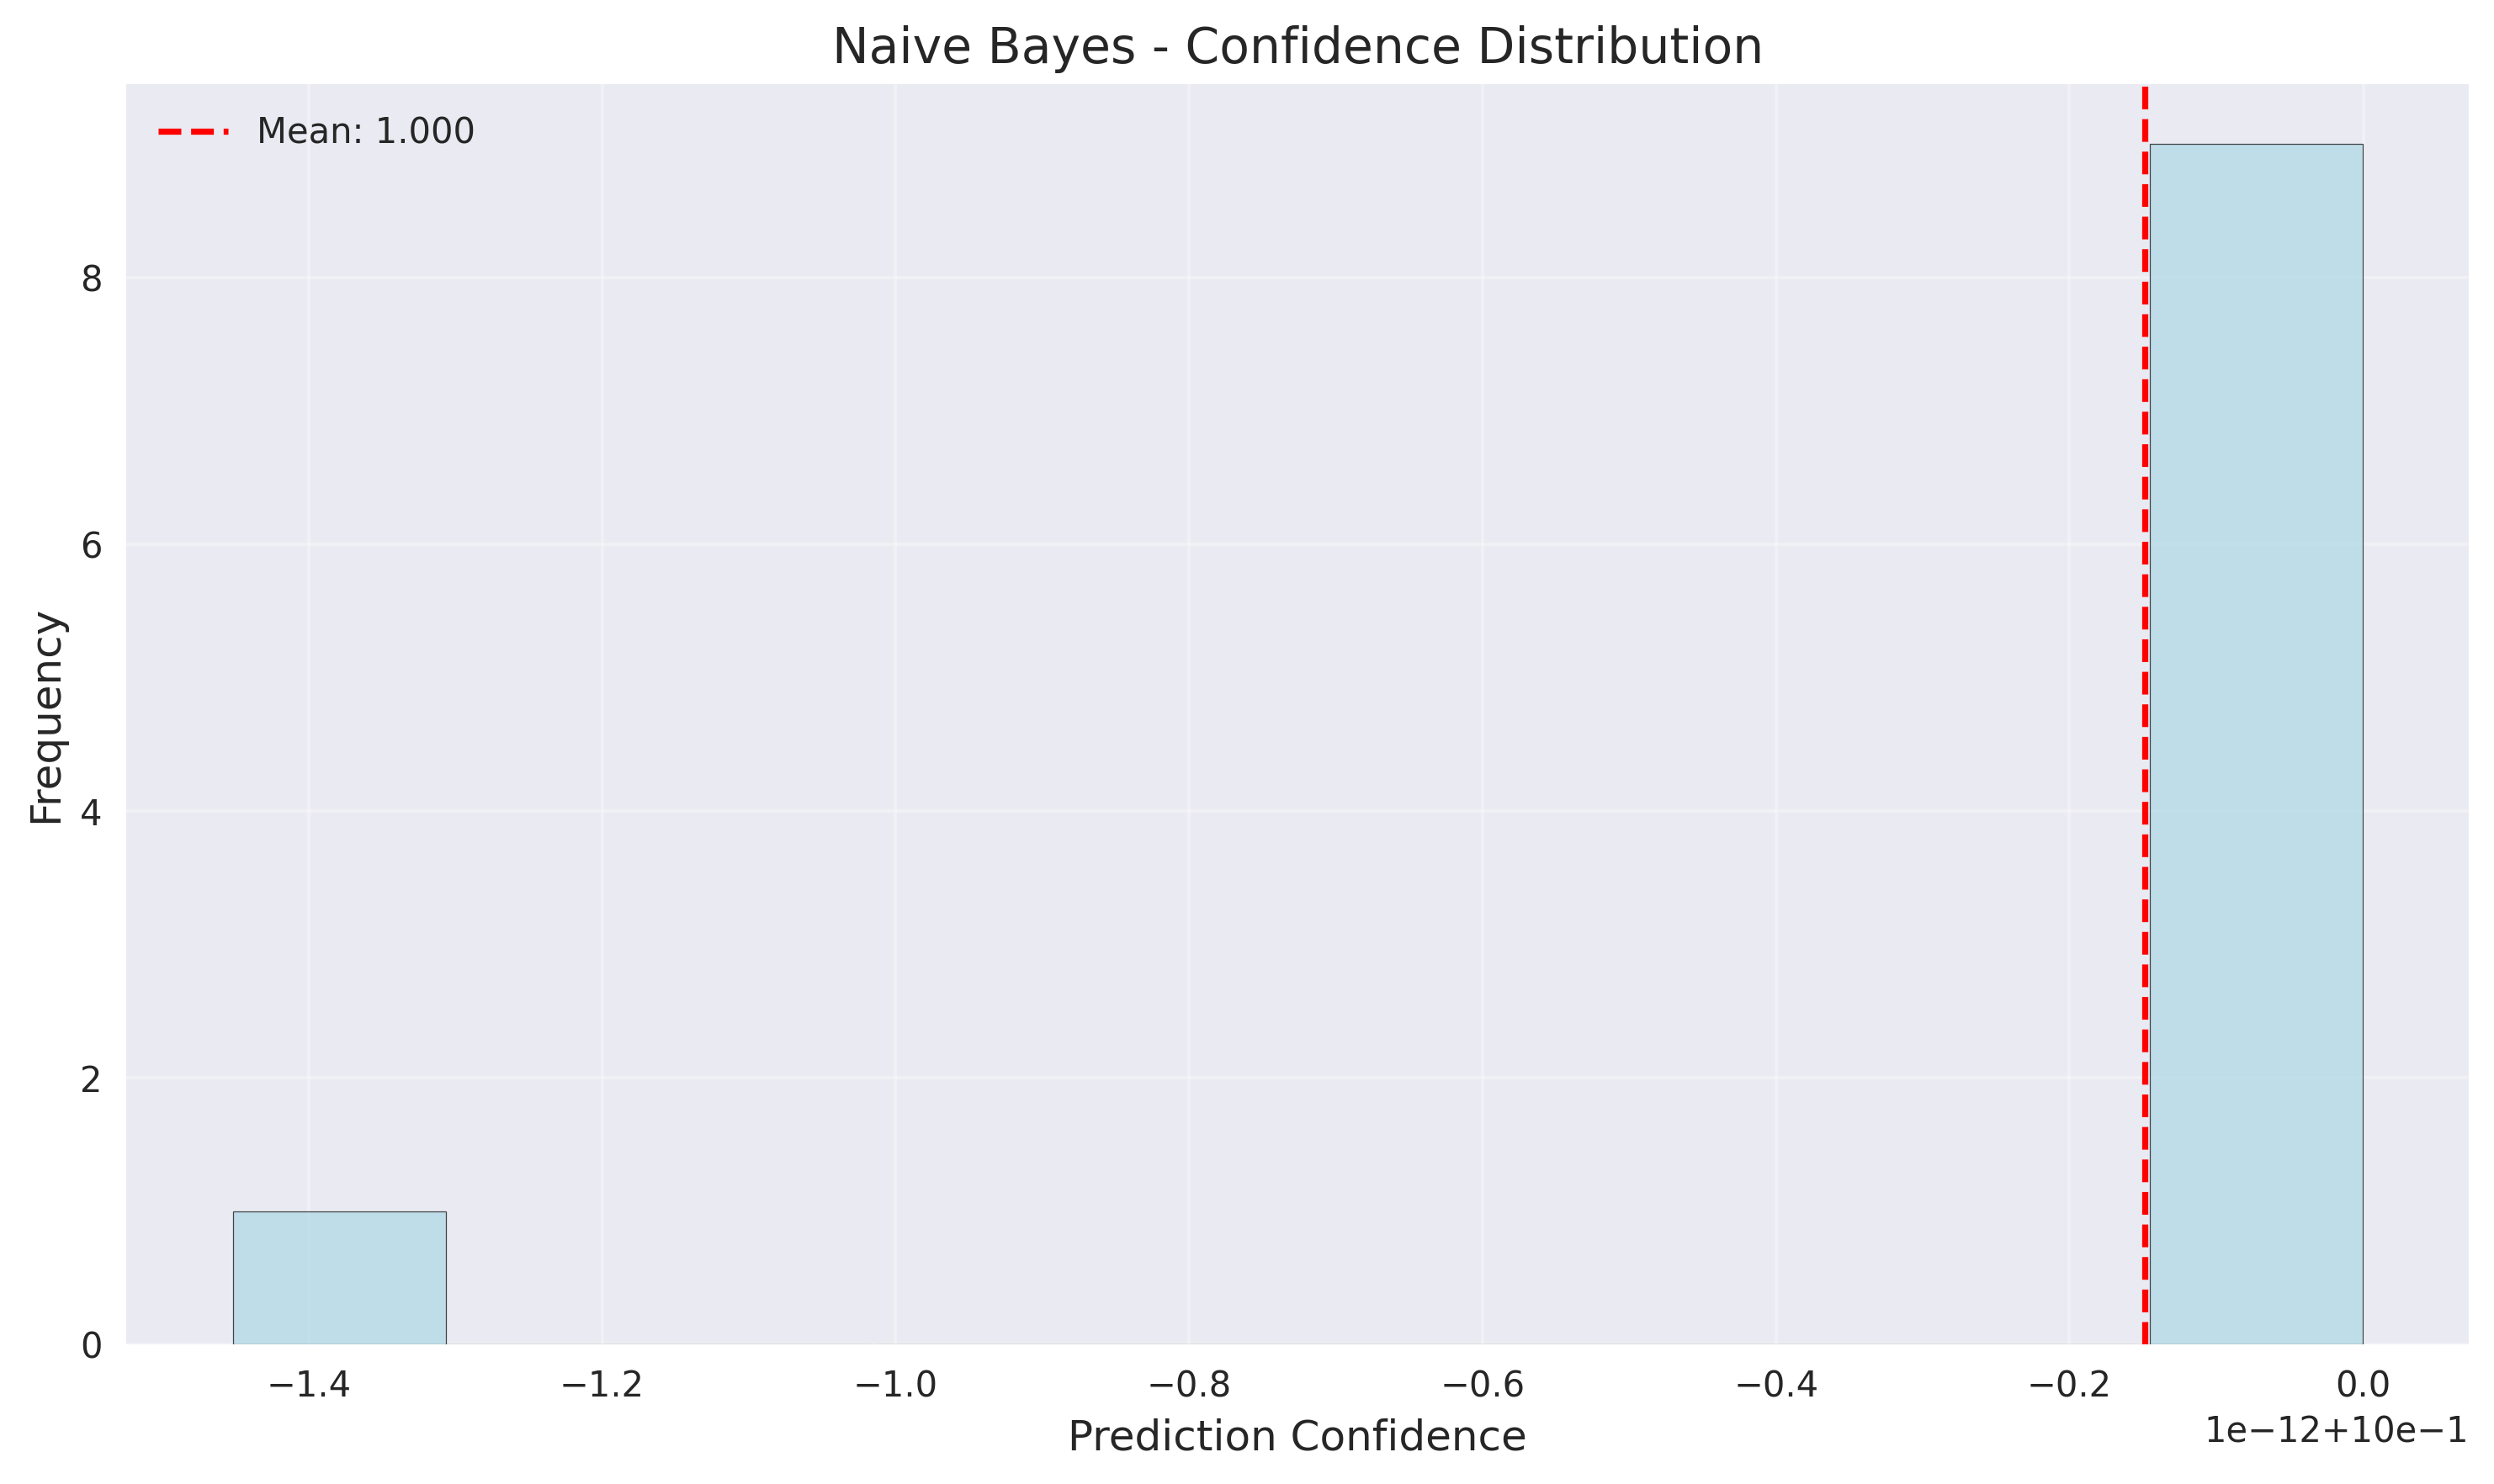 Naive Bayes - Confidence Distribution
Mean: 1.000
Frequency
8
6
4
2
0
−1.4 −1.2 −1.0 −0.8 −0.6 −0.4 −0.2 0.0
1e−12+10e−1
Prediction Confidence